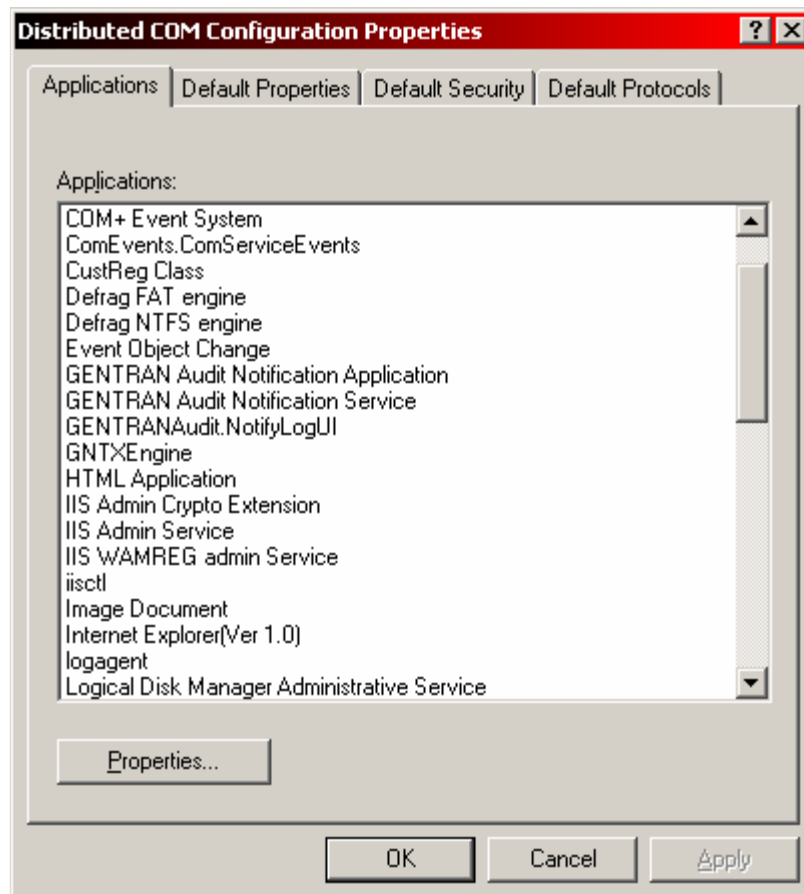 Distributed COM Configuration Properties
Applications Default Properties Default Security Default Protocols
Applications:
COM+ Event System
ComEvents.ComServiceEvents
CustReg Class
Defrag FAT engine
Defrag NTFS engine
Event Object Change
GENTRAN Audit Notification Application
GENTRAN Audit Notification Service
GENTRANAudit.NotifyLogUI
GNTXEngine
HTML Application
IIS Admin Crypto Extension
IIS Admin Service
IIS WAMREG admin Service
iisctl
Image Document
Internet Explorer(Ver 1.0)
logagent
Logical Disk Manager Administrative Service
Properties...
OK Cancel Apply